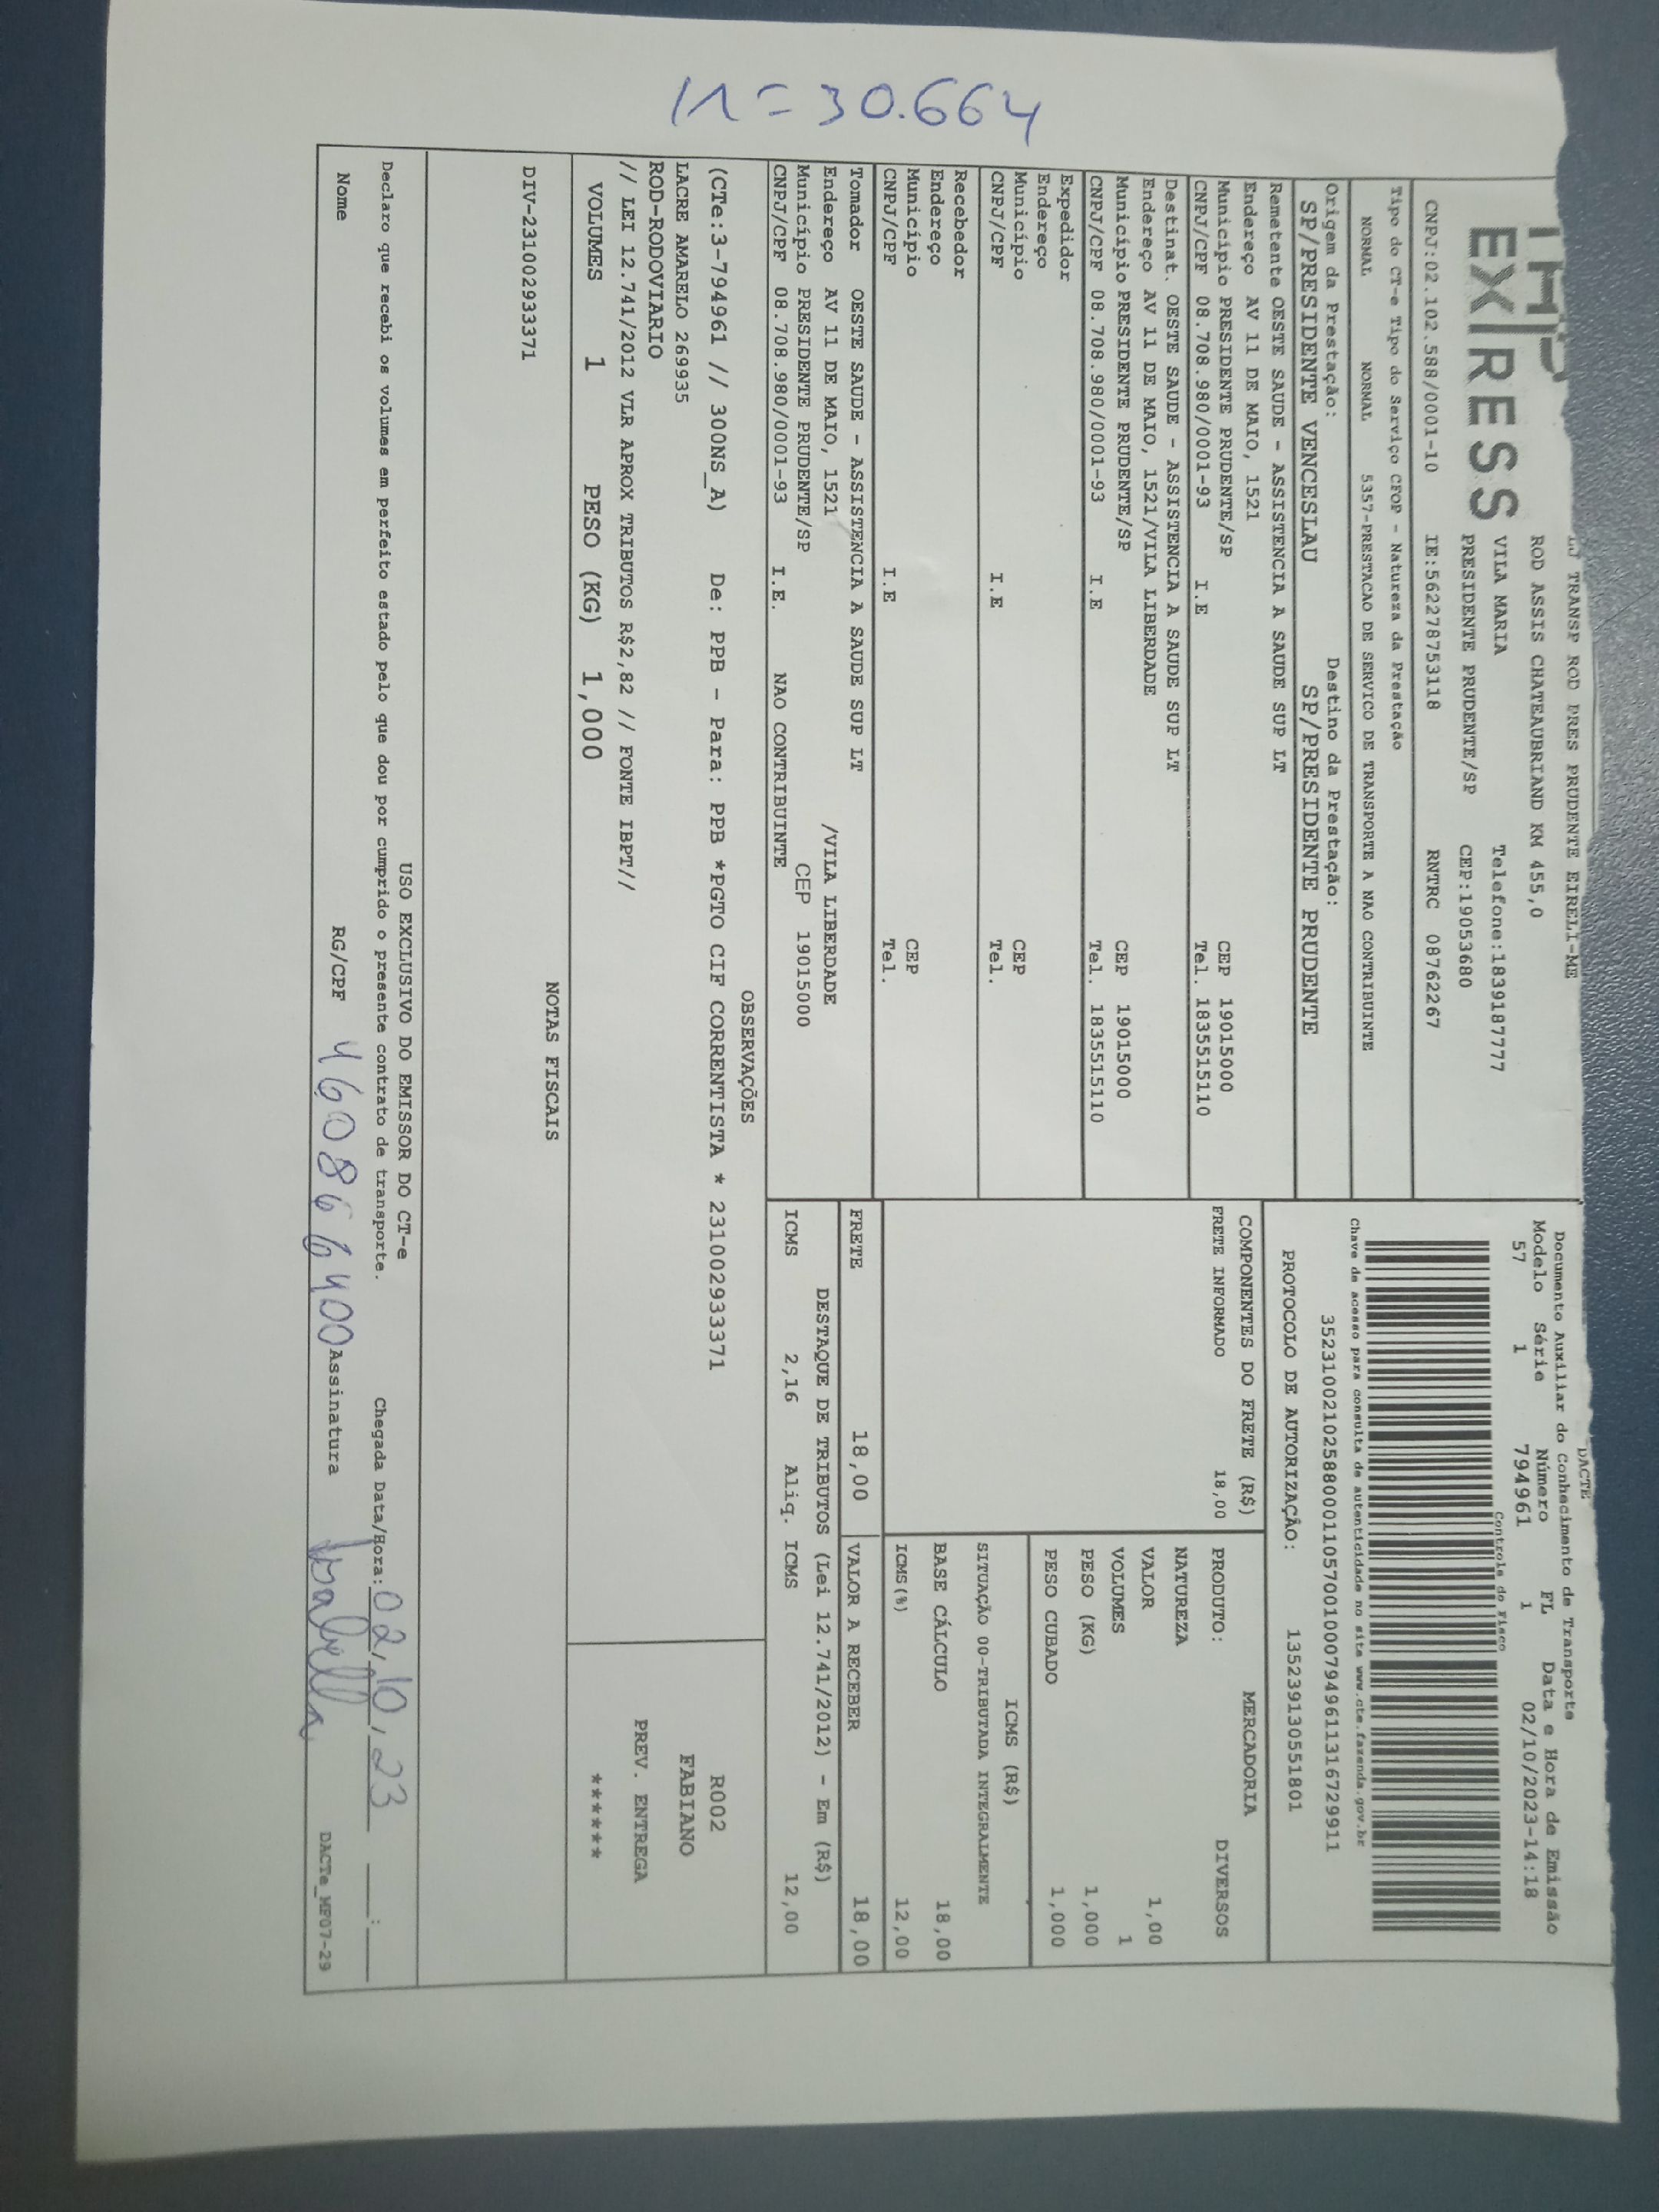 EXPRESS
TRANSP ROD PRES PRUDENTE EIRELI-ME
ROD ASSIS CHATEAUBRIAND KM 455,0
VILA MARIA Telefone:1839187777
PRESIDENTE PRUDENTE/SP CEP:19053680
CNPJ:02.102.588/0001-10 IE:562278753118 RNTRC 08762267
Tipo do CT-e Tipo do Serviço CFOP - Natureza da Prestação
NORMAL NORMAL 5357-PRESTACAO DE SERVICO DE TRANSPORTE A NAO CONTRIBUINTE
Origem da Prestação: Destino da Prestação:
SP/PRESIDENTE VENCESLAU SP/PRESIDENTE PRUDENTE
Remetente OESTE SAUDE - ASSISTENCIA A SAUDE SUP LT
Endereço AV 11 DE MAIO, 1521
Município PRESIDENTE PRUDENTE/SP CEP 19015000
CNPJ/CPF 08.708.980/0001-93 I.E Tel. 1835515110
Destinat. OESTE SAUDE - ASSISTENCIA A SAUDE SUP LT
Endereço AV 11 DE MAIO, 1521/VILA LIBERDADE
Município PRESIDENTE PRUDENTE/SP CEP 19015000
CNPJ/CPF 08.708.980/0001-93 I.E Tel. 1835515110
Expedidor
Endereço
Município CEP
CNPJ/CPF I.E Tel.
Recebedor
Endereço
Município CEP
CNPJ/CPF I.E Tel.
Tomador OESTE SAUDE - ASSISTENCIA A SAUDE SUP LT
Endereço AV 11 DE MAIO, 1521 /VILA LIBERDADE
Município PRESIDENTE PRUDENTE/SP CEP 19015000
CNPJ/CPF 08.708.980/0001-93 I.E. NAO CONTRIBUINTE
DACTE
Documento Auxiliar do Conhecimento de Transporte
Modelo Série Número FL Data e Hora de Emissão
57 1 794961 1 02/10/2023-14:18
Controle do Fisco
Chave de acesso para consulta de autenticidade no site www.cte.fazenda.gov.br
35231002102588000110570010007949611316729911
PROTOCOLO DE AUTORIZAÇÃO: 135239130551801
COMPONENTES DO FRETE (R$)
FRETE INFORMADO 18,00
MERCADORIA
PRODUTO: DIVERSOS
NATUREZA
VALOR 1,00
VOLUMES 1
PESO (KG) 1,000
PESO CUBADO 1,000
ICMS (R$)
SITUAÇÃO 00-TRIBUTADA INTEGRALMENTE
BASE CÁLCULO 18,00
ICMS(%) 12,00
FRETE 18,00 VALOR A RECEBER 18,00
DESTAQUE DE TRIBUTOS (Lei 12.741/2012) - Em (R$)
ICMS 2,16 Aliq. ICMS 12,00
OBSERVAÇÕES
(CTe:3-794961 // 300NS_A) De: PPB - Para: PPB *PGTO CIF CORRENTISTA * 231002933371
LACRE AMARELO 269935
ROD-RODOVIARIO
// LEI 12.741/2012 VLR APROX TRIBUTOS R$2,82 // FONTE IBPT//
R002
FABIANO
PREV. ENTREGA
******
VOLUMES 1 PESO (KG) 1,000
NOTAS FISCAIS
DIV-231002933371
USO EXCLUSIVO DO EMISSOR DO CT-e
Declaro que recebi os volumes em perfeito estado pelo que dou por cumprido o presente contrato de transporte. Chegada Data/Hora: 02/10/23 __:__
Nome RG/CPF 4608666400 Assinatura Isabella
DACTe_MP07-29
n = 30.664